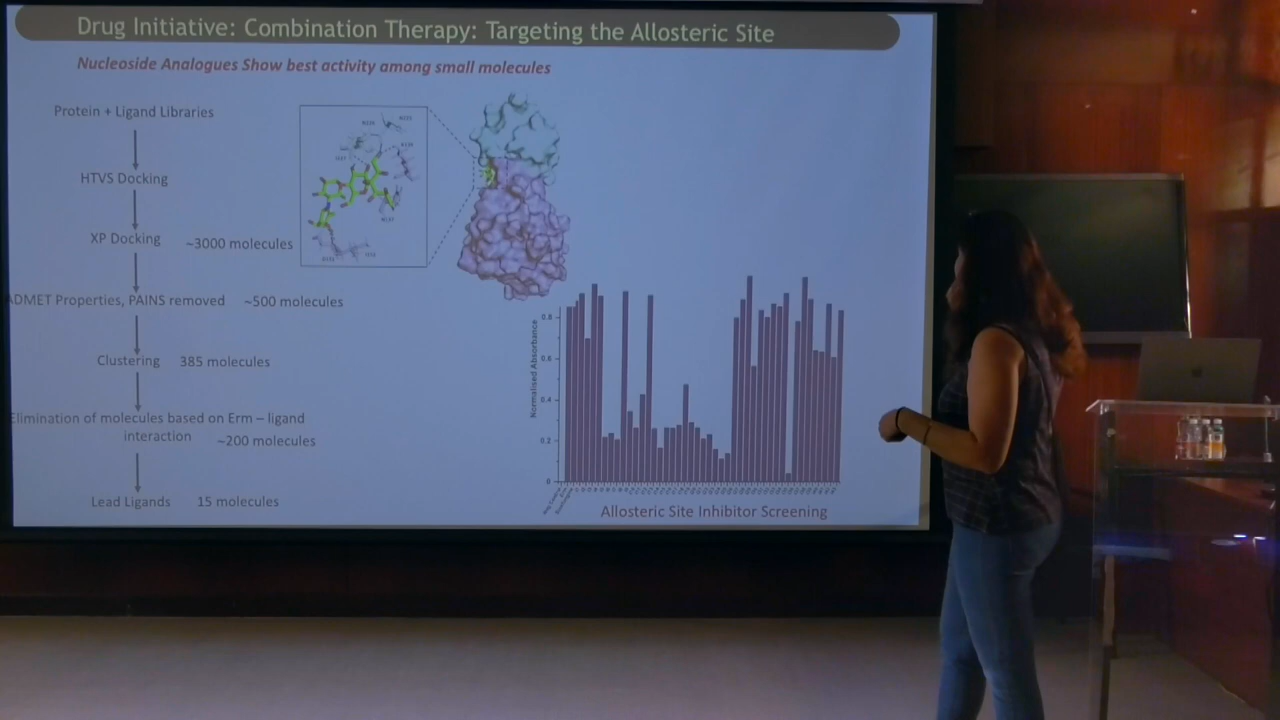 Drug Initiative: Combination Therapy: Targeting the Allosteric Site
Nucleoside Analogues Show best activity among small molecules
Protein + Ligand Libraries
HTVS Docking
XP Docking ~3000 molecules
ADMET Properties, PAINS removed ~500 molecules
Clustering 385 molecules
Elimination of molecules based on Erm – ligand
interaction ~200 molecules
Lead Ligands 15 molecules
Normalised Absorbance
0.8
0.6
0.4
0.2
0
Allosteric Site Inhibitor Screening